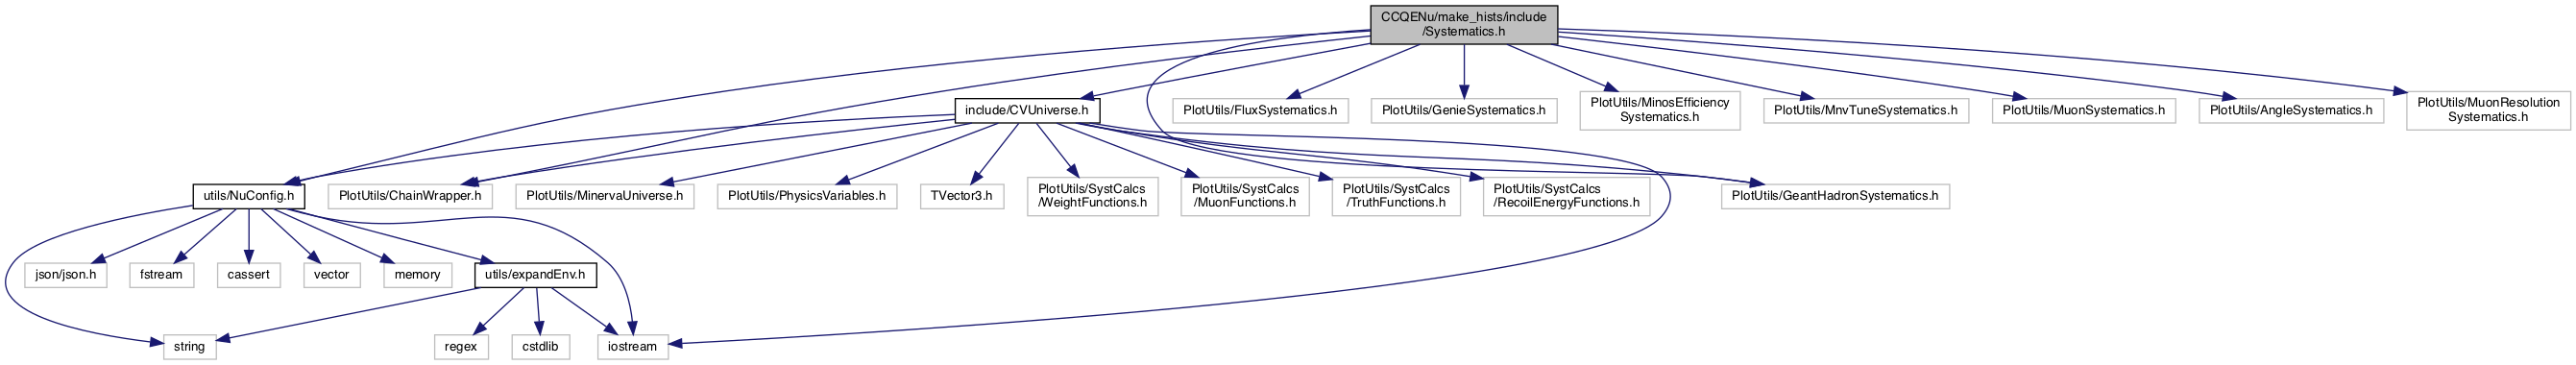 CCQENu/make_hists/include
/Systematics.h
include/CVUniverse.h
PlotUtils/FluxSystematics.h
PlotUtils/GenieSystematics.h
PlotUtils/MinosEfficiency
Systematics.h
PlotUtils/MnvTuneSystematics.h
PlotUtils/MuonSystematics.h
PlotUtils/AngleSystematics.h
PlotUtils/MuonResolution
Systematics.h
utils/NuConfig.h
PlotUtils/ChainWrapper.h
PlotUtils/MinervaUniverse.h
PlotUtils/PhysicsVariables.h
TVector3.h
PlotUtils/SystCalcs
/WeightFunctions.h
PlotUtils/SystCalcs
/MuonFunctions.h
PlotUtils/SystCalcs
/TruthFunctions.h
PlotUtils/SystCalcs
/RecoilEnergyFunctions.h
PlotUtils/GeantHadronSystematics.h
json/json.h
fstream
cassert
vector
memory
utils/expandEnv.h
string
regex
cstdlib
iostream